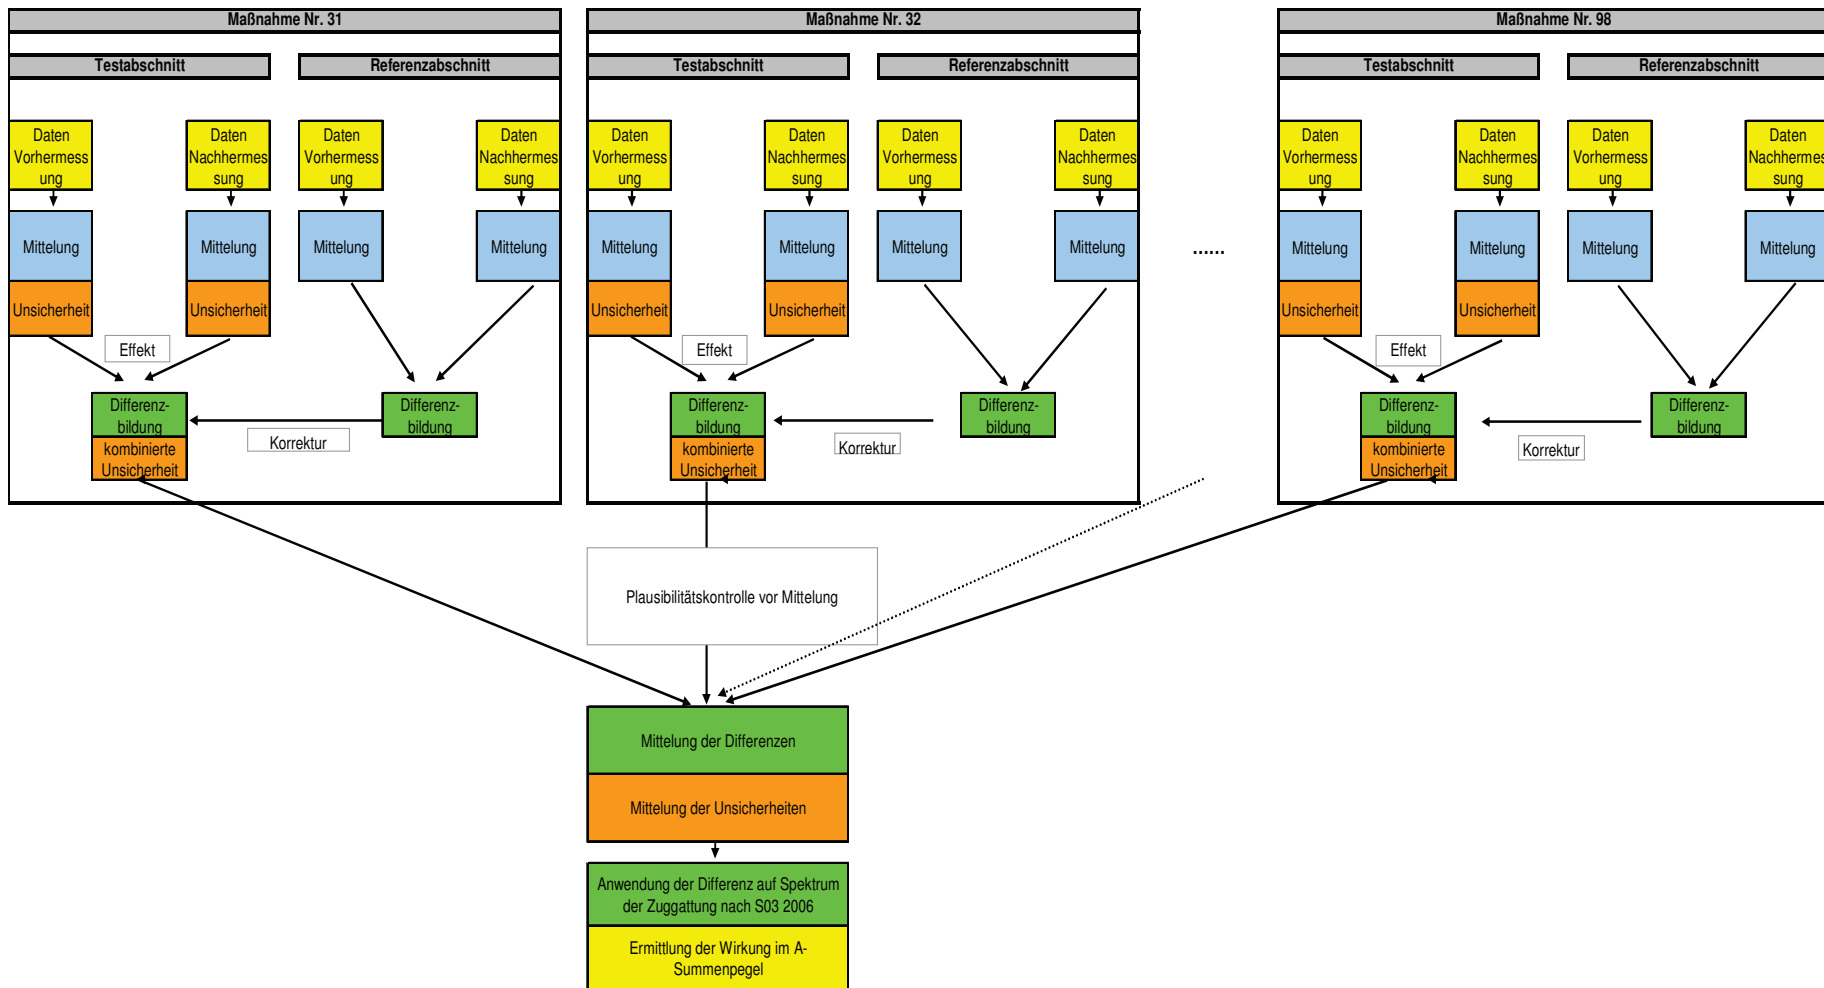 Maßnahme Nr. 31
Testabschnitt
Referenzabschnitt
Daten
Vorhermess
ung
Daten
Nachhermes
sung
Daten
Vorhermess
ung
Daten
Nachhermes
sung
Mittelung
Mittelung
Mittelung
Mittelung
Unsicherheit
Unsicherheit
Effekt
Differenz-
bildung
kombinierte
Unsicherheit
Korrektur
Differenz-
bildung
Maßnahme Nr. 32
Testabschnitt
Referenzabschnitt
Daten
Vorhermess
ung
Daten
Nachhermes
sung
Daten
Vorhermess
ung
Daten
Nachhermes
sung
Mittelung
Mittelung
Mittelung
Mittelung
Unsicherheit
Unsicherheit
Effekt
Differenz-
bildung
kombinierte
Unsicherheit
Korrektur
Differenz-
bildung
......
Maßnahme Nr. 98
Testabschnitt
Referenzabschnitt
Daten
Vorhermess
ung
Daten
Nachhermes
sung
Daten
Vorhermess
ung
Daten
Nachhermes
sung
Mittelung
Mittelung
Mittelung
Mittelung
Unsicherheit
Unsicherheit
Effekt
Differenz-
bildung
kombinierte
Unsicherheit
Korrektur
Differenz-
bildung
Plausibilitätskontrolle vor Mittelung
Mittelung der Differenzen
Mittelung der Unsicherheiten
Anwendung der Differenz auf Spektrum
der Zuggattung nach S03 2006
Ermittlung der Wirkung im A-
Summenpegel